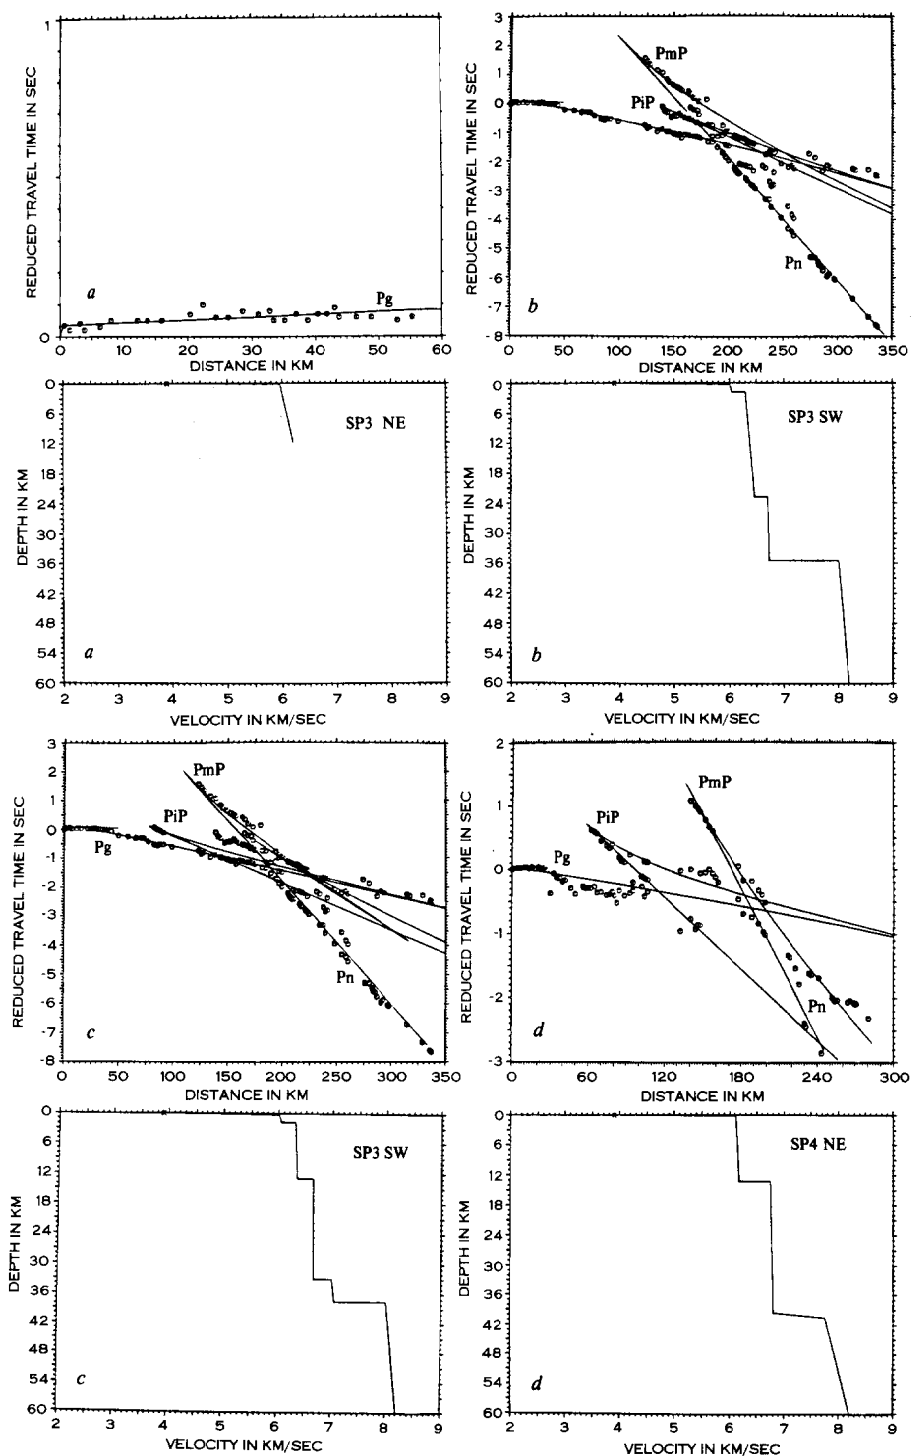 1
0
REDUCED TRAVEL TIME IN SEC
a
Pg
0 10 20 30 40 50 60
DISTANCE IN KM
3
2
1
0
-1
-2
-3
-4
-5
-6
-7
-8
REDUCED TRAVEL TIME IN SEC
PmP
PiP
Pn
b
0 50 100 150 200 250 300 350
DISTANCE IN KM
0
6
12
18
24
30
36
42
48
54
60
DEPTH IN KM
SP3 NE
a
2 3 4 5 6 7 8 9
VELOCITY IN KM/SEC
0
6
12
18
24
30
36
42
48
54
60
DEPTH IN KM
SP3 SW
b
2 3 4 5 6 7 8 9
VELOCITY IN KM/SEC
3
2
1
0
-1
-2
-3
-4
-5
-6
-7
-8
REDUCED TRAVEL TIME IN SEC
PmP
PiP
Pg
Pn
c
0 50 100 150 200 250 300 350
DISTANCE IN KM
2
1
0
-1
-2
-3
REDUCED TRAVEL TIME IN SEC
PmP
PiP
Pg
Pn
d
0 60 120 180 240 300
DISTANCE IN KM
0
6
12
18
24
30
36
42
48
54
60
DEPTH IN KM
SP3 SW
c
2 3 4 5 6 7 8 9
VELOCITY IN KM/SEC
0
6
12
18
24
30
36
42
48
54
60
DEPTH IN KM
SP4 NE
d
2 3 4 5 6 7 8 9
VELOCITY IN KM/SEC